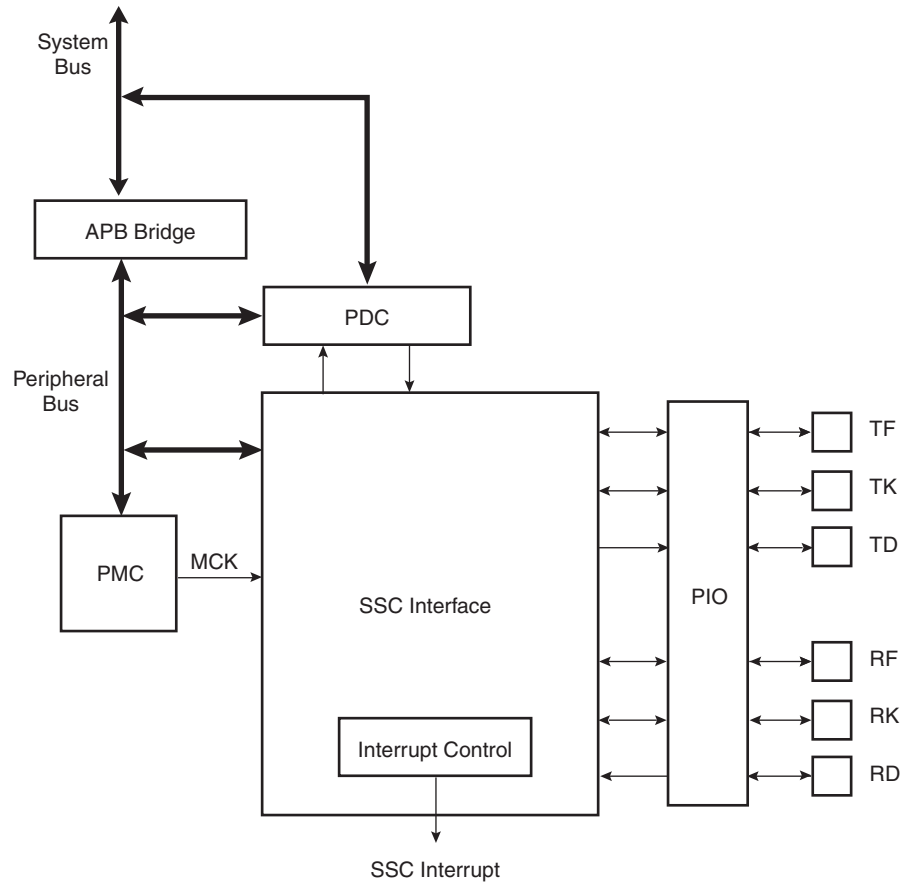 System
Bus
APB Bridge
PDC
Peripheral
Bus
TF
TK
TD
PMC
MCK
SSC Interface
PIO
RF
RK
RD
Interrupt Control
SSC Interrupt